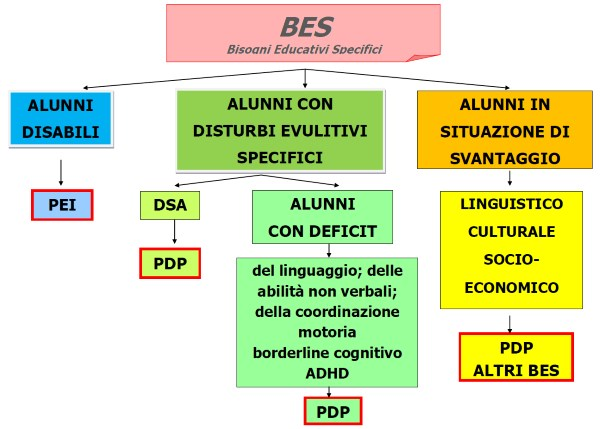 BES
Bisogni Educativi Specifici
ALUNNI
DISABILI
PEI
ALUNNI CON
DISTURBI EVULITIVI
SPECIFICI
DSA
PDP
ALUNNI
CON DEFICIT
del linguaggio; delle
abilità non verbali;
della coordinazione
motoria
borderline cognitivo
ADHD
PDP
ALUNNI IN
SITUAZIONE DI
SVANTAGGIO
LINGUISTICO
CULTURALE
SOCIO-
ECONOMICO
PDP
ALTRI BES